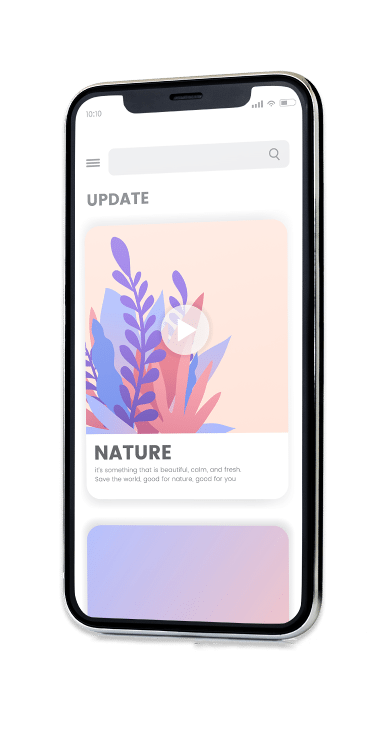 10:10
UPDATE
NATURE
it's something that is beautiful, calm, and fresh.
Save the world, good for nature, good for you